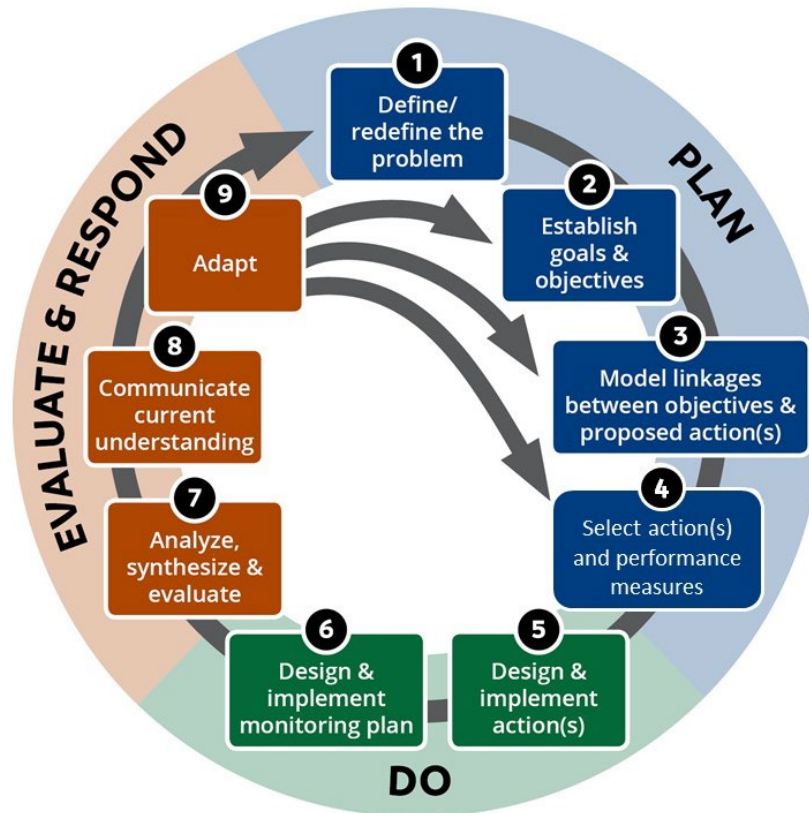 1
Define/
redefine the
problem
2
Establish
goals &
objectives
3
Model linkages
between objectives &
proposed action(s)
4
Select action(s)
and performance
measures
5
Design &
implement
action(s)
6
Design &
implement
monitoring plan
7
Analyze,
synthesize &
evaluate
8
Communicate
current
understanding
9
Adapt
PLAN
DO
EVALUATE & RESPOND